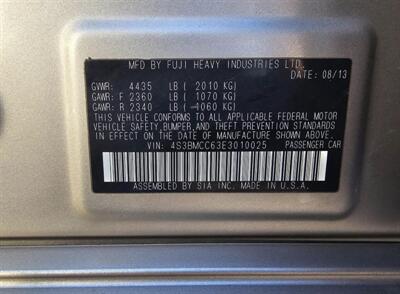 MFD BY FUJI HEAVY INDUSTRIES LTD.
DATE: 08/13
GVWR: 4435 LB ( 2010 KG)
GAWR: F 2360 LB ( 1070 KG)
GAWR: R 2340 LB ( 1060 KG)
THIS VEHICLE CONFORMS TO ALL APPLICABLE FEDERAL MOTOR
VEHICLE SAFETY, BUMPER, AND THEFT PREVENTION STANDARDS
IN EFFECT ON THE DATE OF MANUFACTURE SHOWN ABOVE.
VIN: 4S3BMCC63E3010025 PASSENGER CAR
ASSEMBLED BY SIA INC. MADE IN U.S.A.